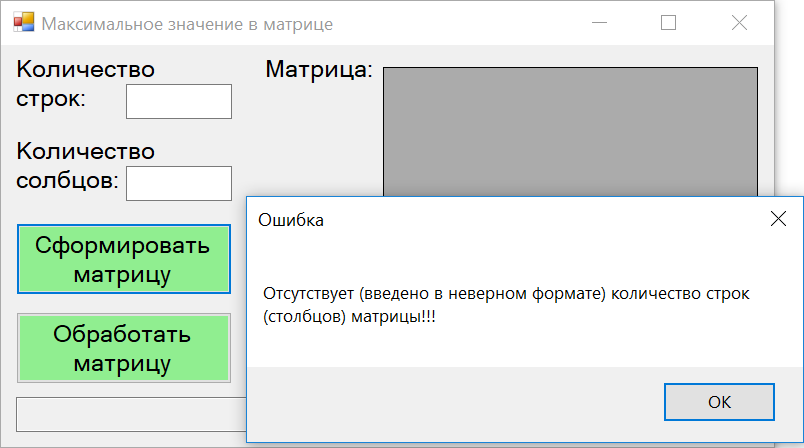 Максимальное значение в матрице
Количество
строк:
Матрица:
Количество
солбцов:
Сформировать
матрицу
Обработать
матрицу
Ошибка
Отсутствует (введено в неверном формате) количество строк
(столбцов) матрицы!!!
OK